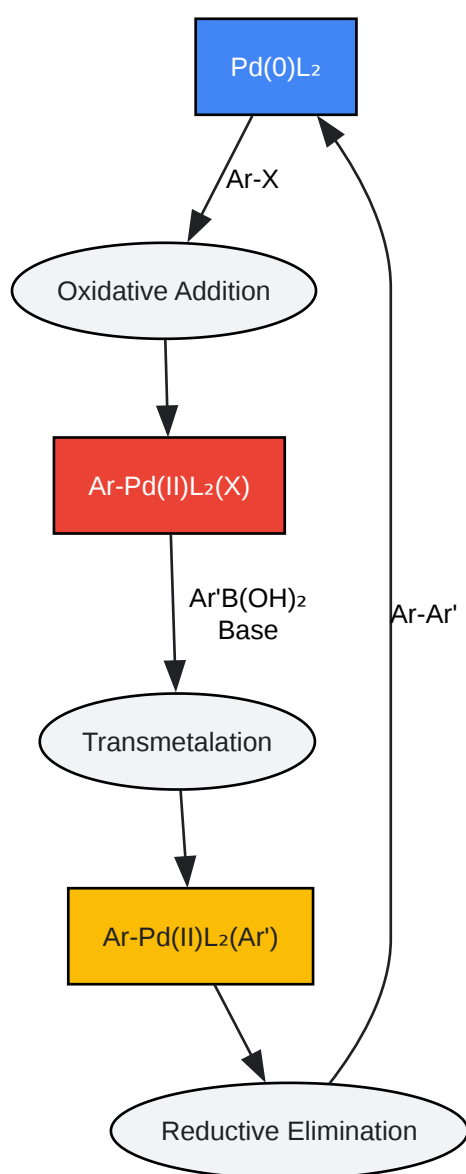 Pd(0)L₂
Ar-X
Oxidative Addition
Ar-Pd(II)L₂(X)
Ar'B(OH)₂
Base
Ar-Ar'
Transmetalation
Ar-Pd(II)L₂(Ar')
Reductive Elimination